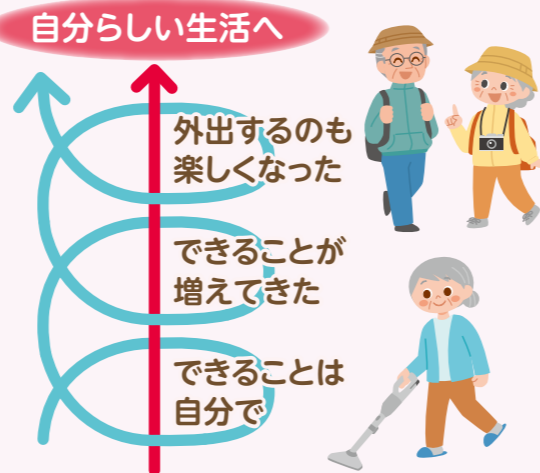 自分らしい生活へ
外出するのも
楽しくなった
できることが
増えてきた
できることは
自分で